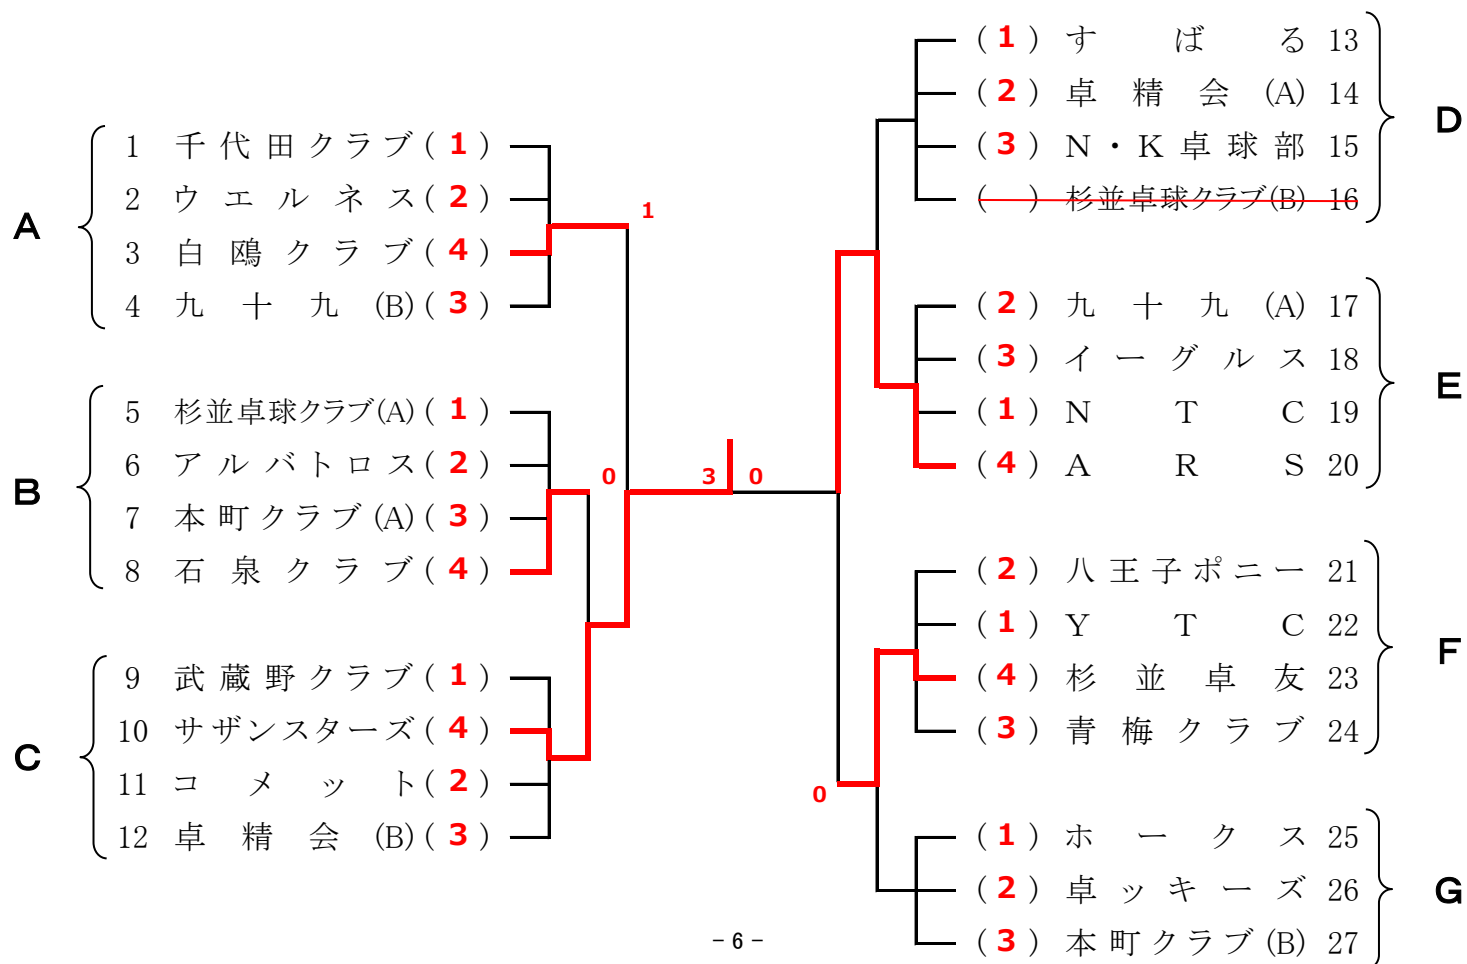 A
1 千代田クラブ ( 1 )
2 ウエルネス ( 2 )
3 白鴎クラブ ( 4 )
4 九十九 (B) ( 3 )
B
5 杉並卓球クラブ(A) ( 1 )
6 アルバトロス ( 2 )
7 本町クラブ(A) ( 3 )
8 石泉クラブ ( 4 )
C
9 武蔵野クラブ ( 1 )
10 サザンスターズ ( 4 )
11 コメット ( 2 )
12 卓精会 (B) ( 3 )
1
0
3 0
0
( 1 ) すばる 13
( 2 ) 卓精会 (A) 14
( 3 ) N・K卓球部 15
( ) 杉並卓球クラブ(B) 16
D
( 2 ) 九十九 (A) 17
( 3 ) イーグルス 18
( 1 ) NTC 19
( 4 ) ARS 20
E
( 2 ) 八王子ポニー 21
( 1 ) YTC 22
( 4 ) 杉並卓友 23
( 3 ) 青梅クラブ 24
F
( 1 ) ホークス 25
( 2 ) 卓ッキーズ 26
( 3 ) 本町クラブ(B) 27
G
－6－